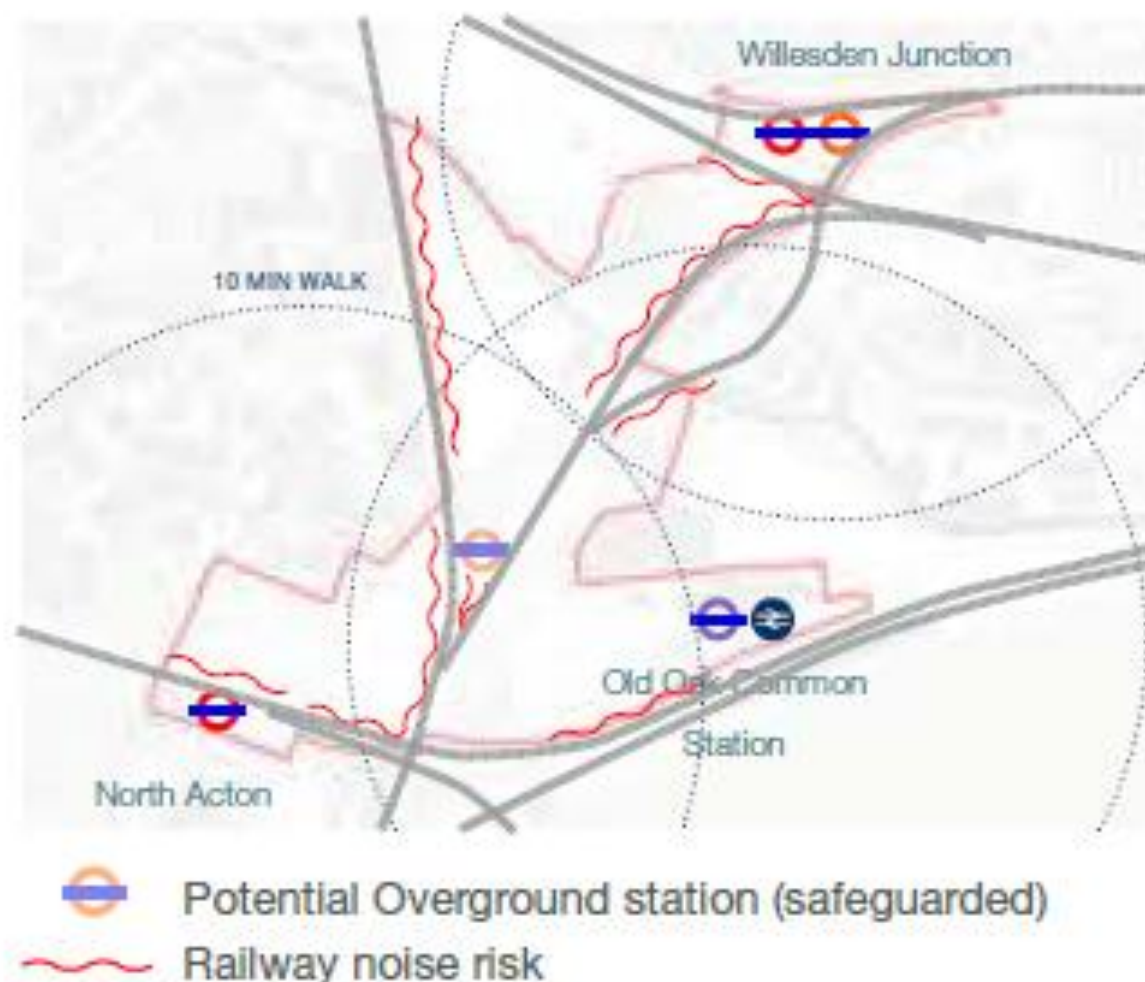 Willesden Junction
10 MIN WALK
Old Oak Common
Station
North Acton
Potential Overground station (safeguarded)
Railway noise risk